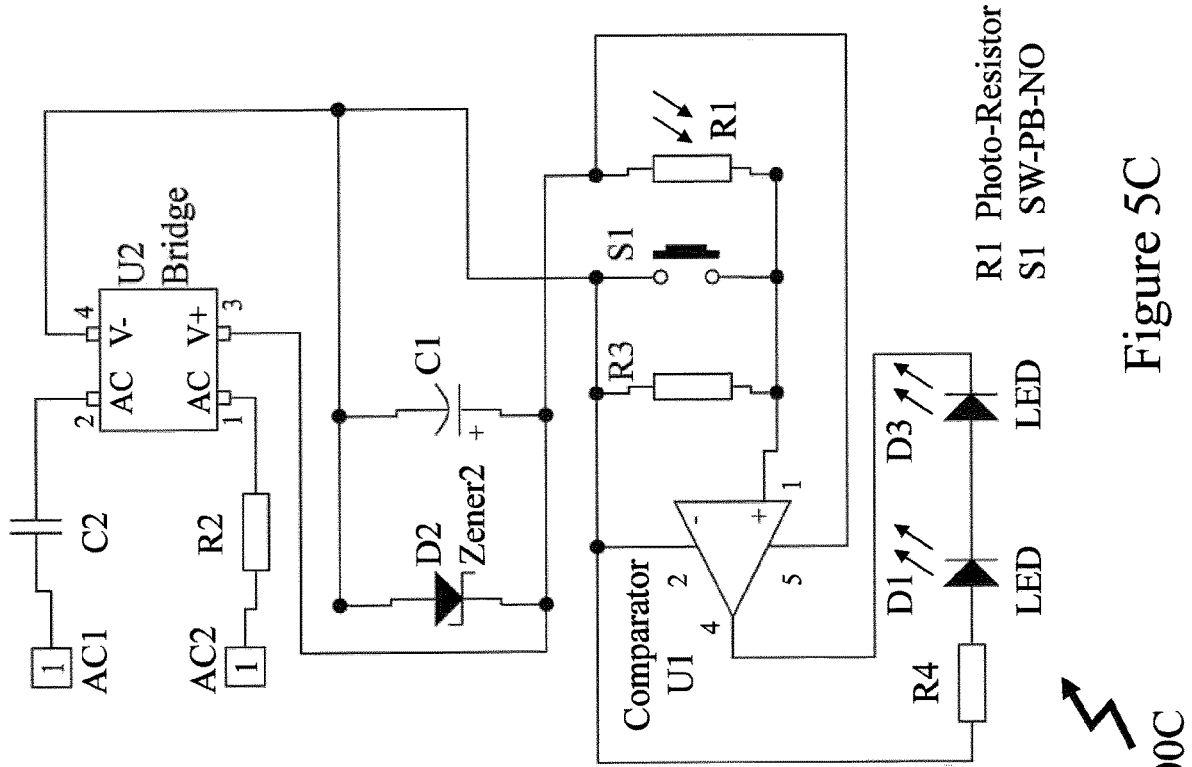 C2
AC1
1
AC2
1
R2
2
AC
4
V-
AC
1
V+
3
U2
Bridge
D2
Zener2
C1
+
Comparator
U1
2
-
+
1
4
5
R3
S1
R1
D1
D3
R4
LED
LED
R1 Photo-Resistor
S1 SW-PB-NO
00C
Figure 5C